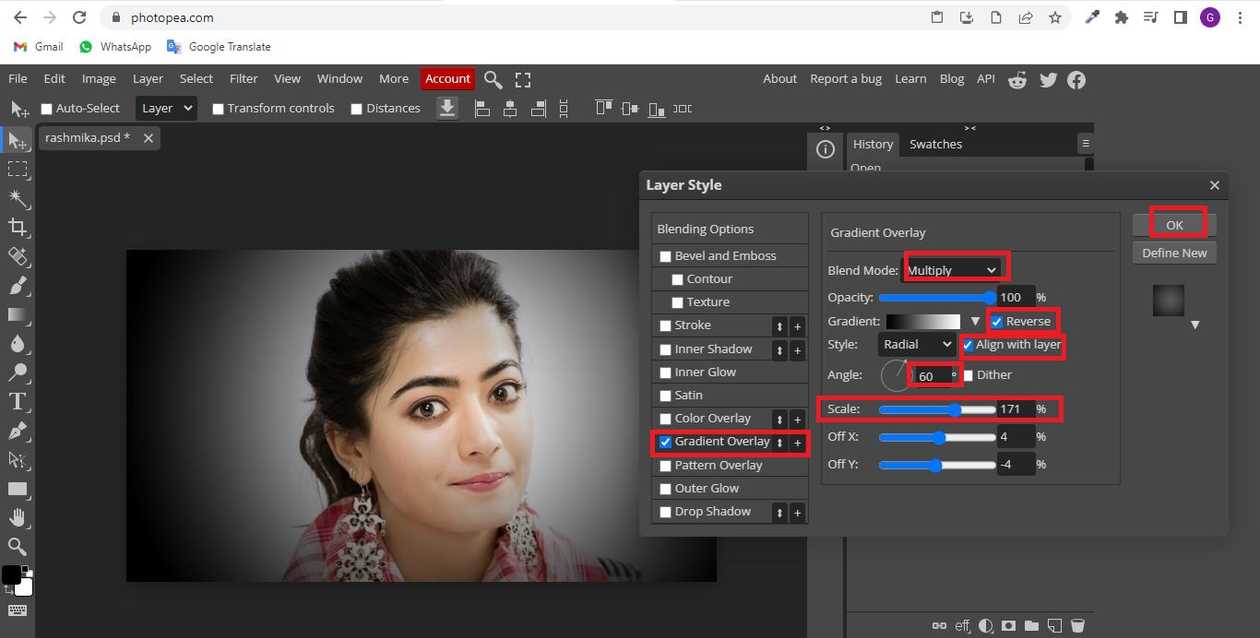 photopea.com
Gmail WhatsApp Google Translate
File Edit Image Layer Select Filter View Window More Account About Report a bug Learn Blog API
Auto-Select Layer Transform controls Distances
rashmika.psd *
History Swatches
Open
Layer Style
Blending Options
Bevel and Emboss
Contour
Texture
Stroke
Inner Shadow
Inner Glow
Satin
Color Overlay
Gradient Overlay
Pattern Overlay
Outer Glow
Drop Shadow
Gradient Overlay
Blend Mode: Multiply
Opacity: 100 %
Gradient: Reverse
Style: Radial Align with layer
Angle: 60 ° Dither
Scale: 171 %
Off X: 4 %
Off Y: -4 %
OK
Define New
G
eff